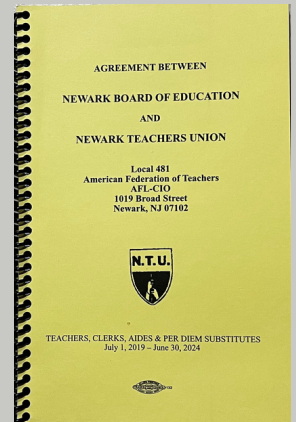 AGREEMENT BETWEEN
NEWARK BOARD OF EDUCATION
AND
NEWARK TEACHERS UNION
Local 481
American Federation of Teachers
AFL-CIO
1019 Broad Street
Newark, NJ 07102
N.T.U.
TEACHERS, CLERKS, AIDES & PER DIEM SUBSTITUTES
July 1, 2019 – June 30, 2024